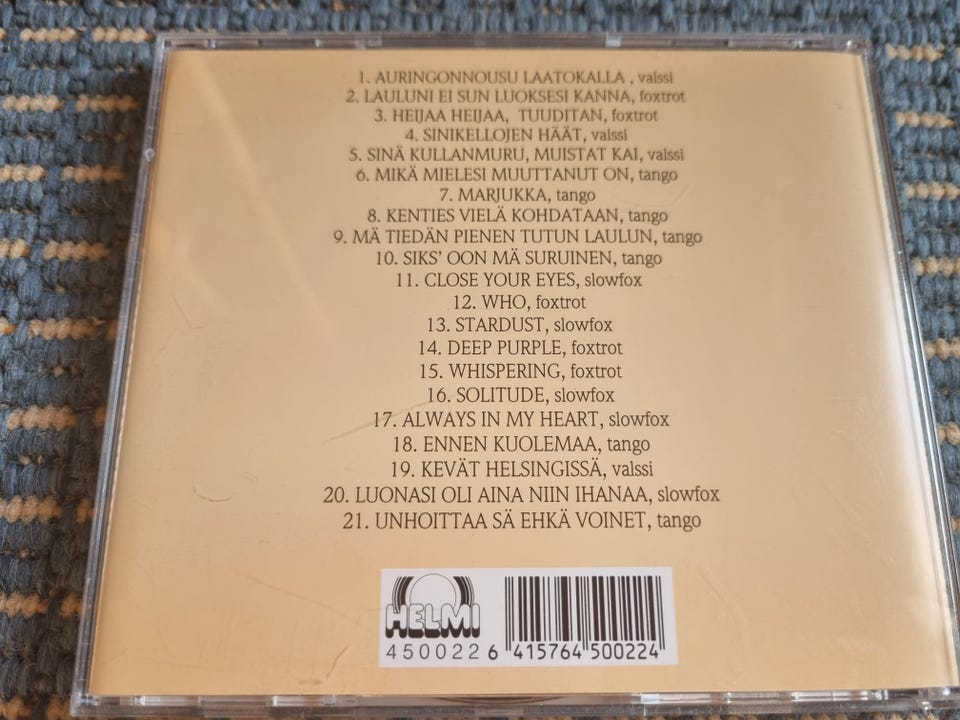 1. AURINGONNOUSU LAATOKALLA , valssi
2. LAULUNI EI SUN LUOKSESI KANNA, foxtrot
3. HEIJAA HEIJAA, TUUDITAN, foxtrot
4. SINIKELLOJEN HÄÄT, valssi
5. SINÄ KULLANMURU, MUISTAT KAI, valssi
6. MIKÄ MIELESI MUUTTANUT ON, tango
7. MARJUKKA, tango
8. KENTIES VIELÄ KOHDATAAN, tango
9. MÄ TIEDÄN PIENEN TUTUN LAULUN, tango
10. SIKS' OON MÄ SURUINEN, tango
11. CLOSE YOUR EYES, slowfox
12. WHO, foxtrot
13. STARDUST, slowfox
14. DEEP PURPLE, foxtrot
15. WHISPERING, foxtrot
16. SOLITUDE, slowfox
17. ALWAYS IN MY HEART, slowfox
18. ENNEN KUOLEMAA, tango
19. KEVÄT HELSINGISSÄ, valssi
20. LUONASI OLI AINA NIIN IHANAA, slowfox
21. UNHOITTAA SÄ EHKÄ VOINET, tango
HELMI
450022 6 415764 500224